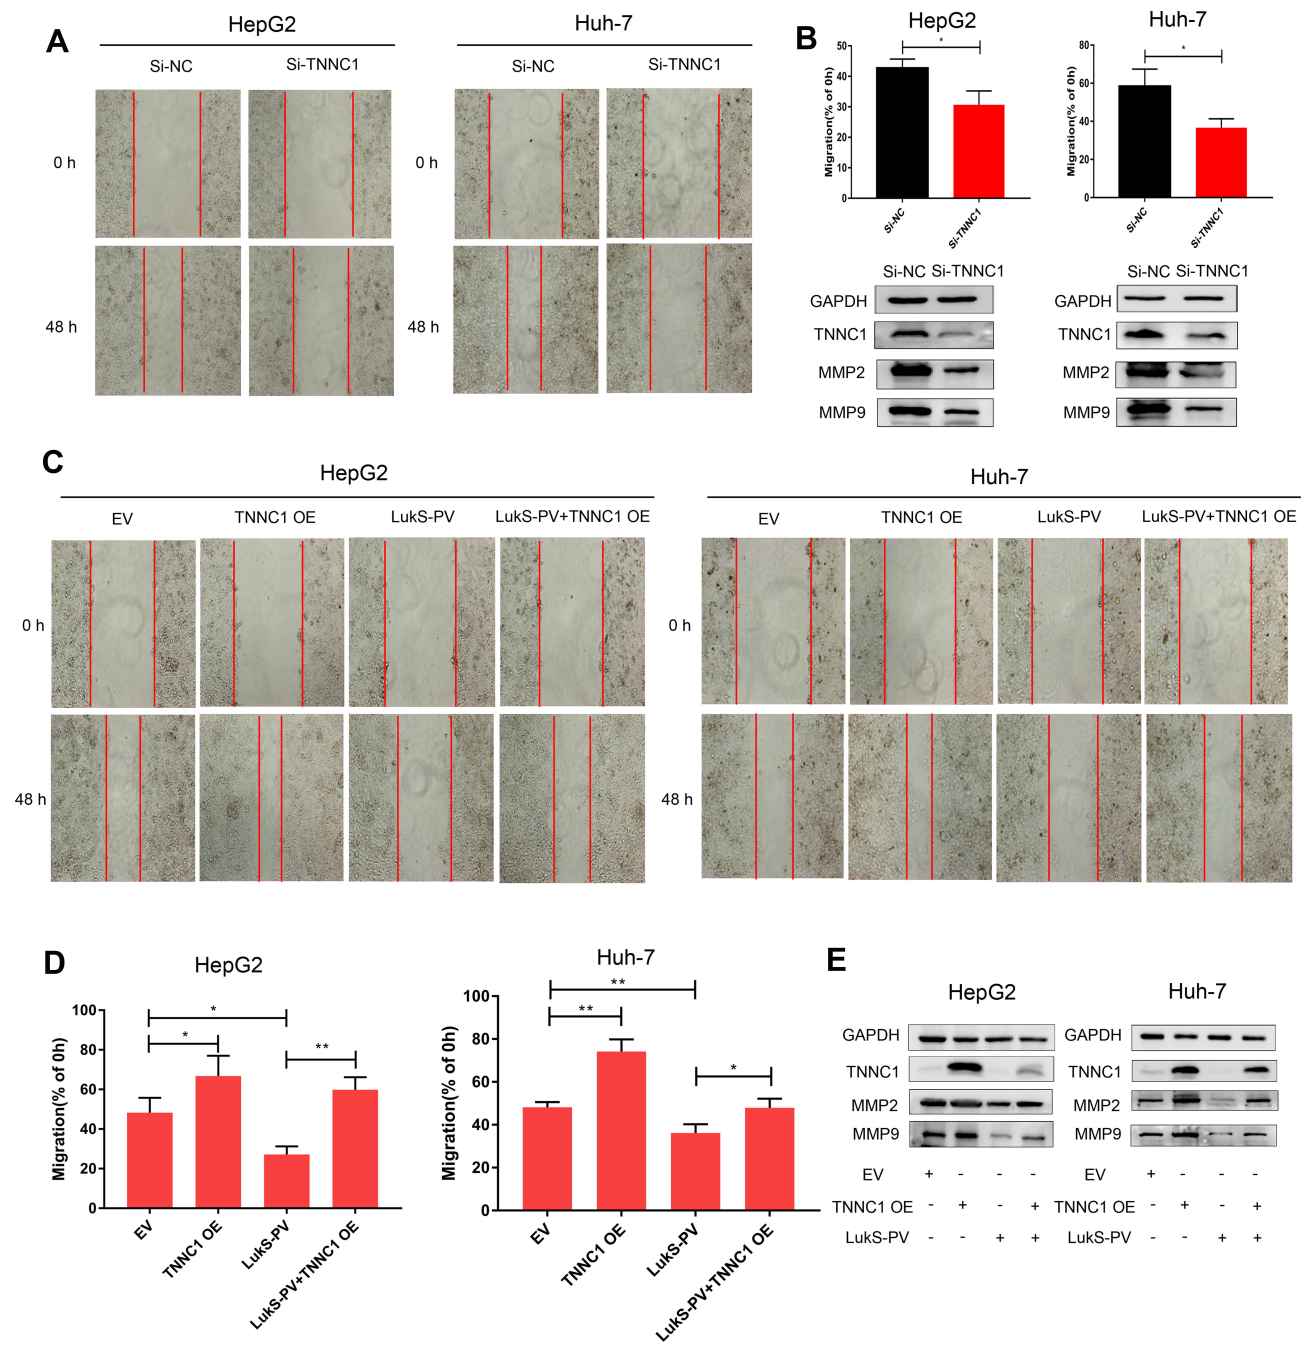 A
HepG2
Huh-7
Si-NC
Si-TNNC1
Si-NC
Si-TNNC1
0 h
0 h
48 h
48 h
B
HepG2
Huh-7
Migration(% of 0h)
50
40
30
20
10
0
*
Si-NC
Si-TNNC1
Migration(% of 0h)
80
60
40
20
0
*
Si-NC
Si-TNNC1
Si-NC Si-TNNC1
GAPDH
TNNC1
MMP2
MMP9
Si-NC Si-TNNC1
GAPDH
TNNC1
MMP2
MMP9
C
HepG2
Huh-7
EV
TNNC1 OE
LukS-PV
LukS-PV+TNNC1 OE
EV
TNNC1 OE
LukS-PV
LukS-PV+TNNC1 OE
0 h
0 h
48 h
48 h
D
HepG2
Migration(% of 0h)
100
80
60
40
20
0
*
*
**
EV
TNNC1 OE
LukS-PV
LukS-PV+TNNC1 OE
Huh-7
Migration(% of 0h)
100
80
60
40
20
0
**
**
*
EV
TNNC1 OE
LukS-PV
LukS-PV+TNNC1 OE
E
HepG2
Huh-7
GAPDH
TNNC1
MMP2
MMP9
EV + - - -
TNNC1 OE - + - +
LukS-PV - - + +
GAPDH
TNNC1
MMP2
MMP9
EV + - - -
TNNC1 OE - + - +
LukS-PV - - + +